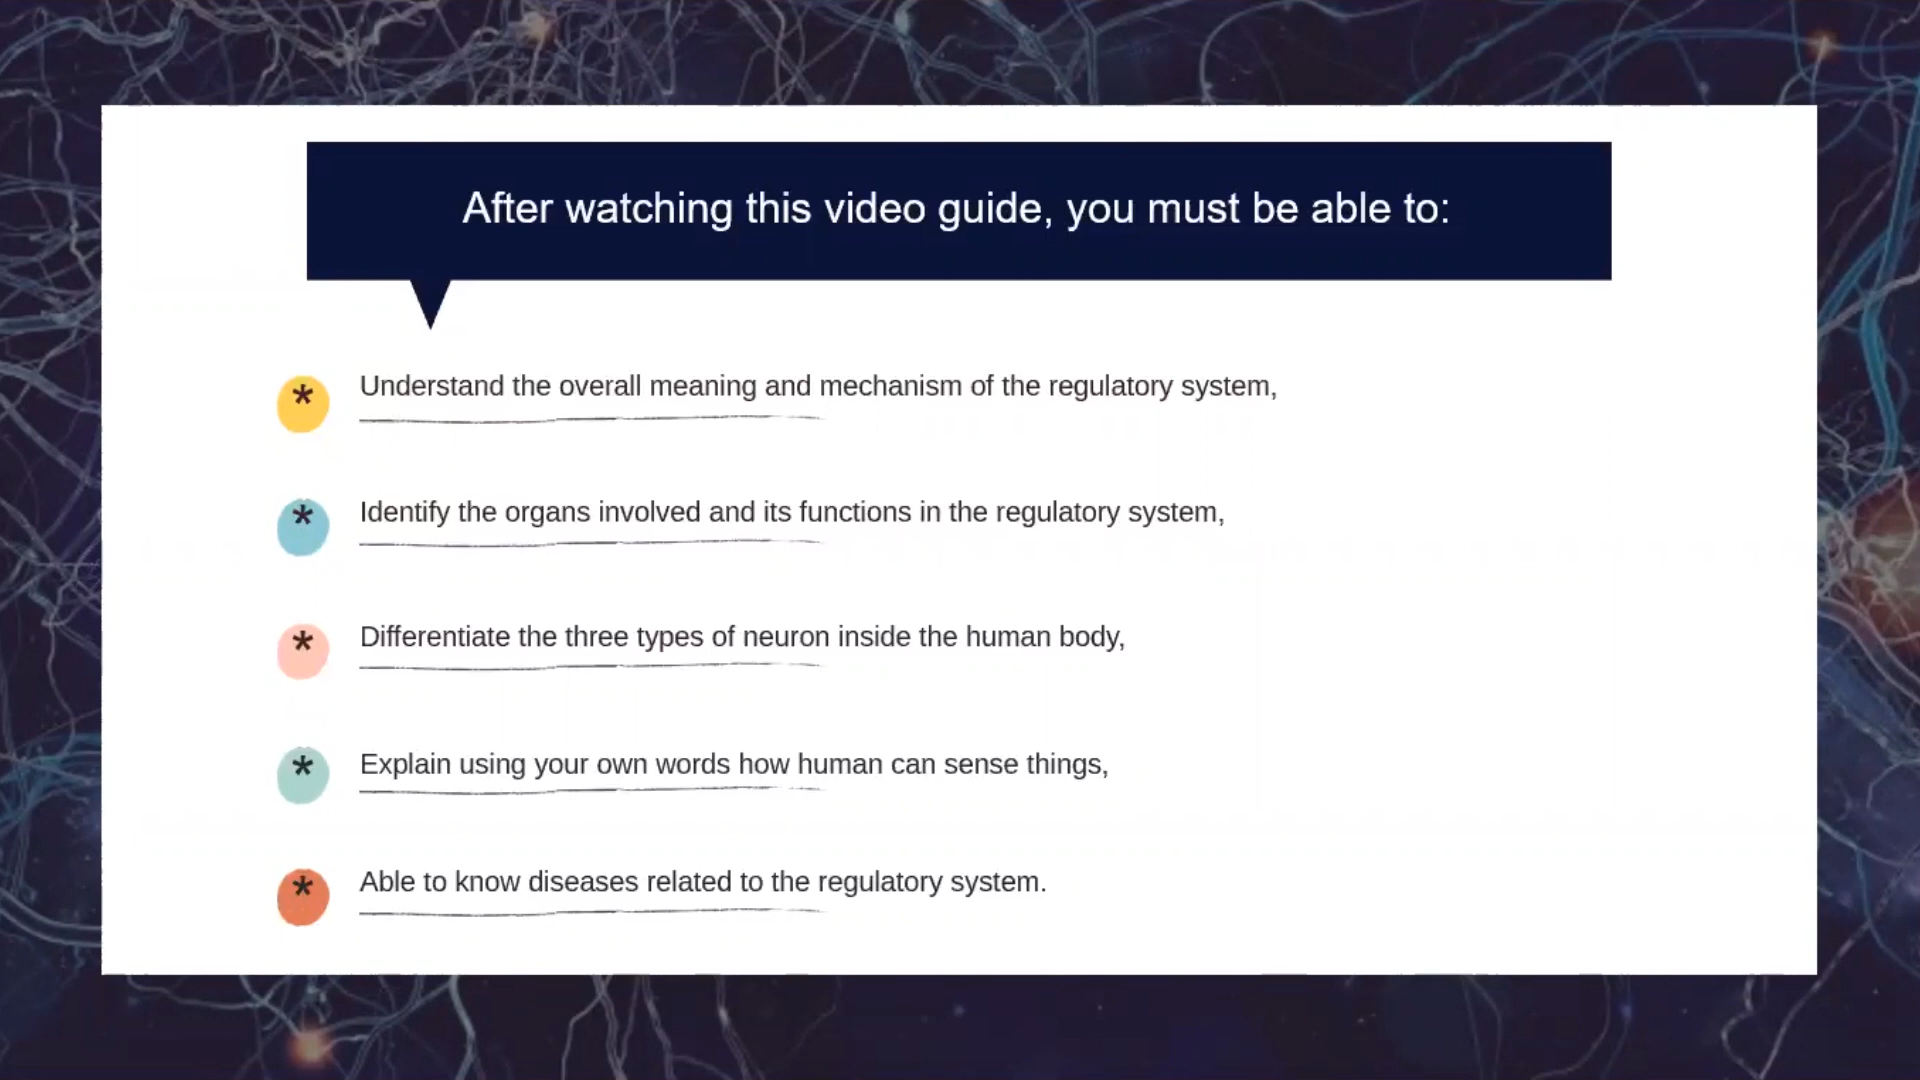 After watching this video guide, you must be able to:
* Understand the overall meaning and mechanism of the regulatory system,
* Identify the organs involved and its functions in the regulatory system,
* Differentiate the three types of neuron inside the human body,
* Explain using your own words how human can sense things,
* Able to know diseases related to the regulatory system.